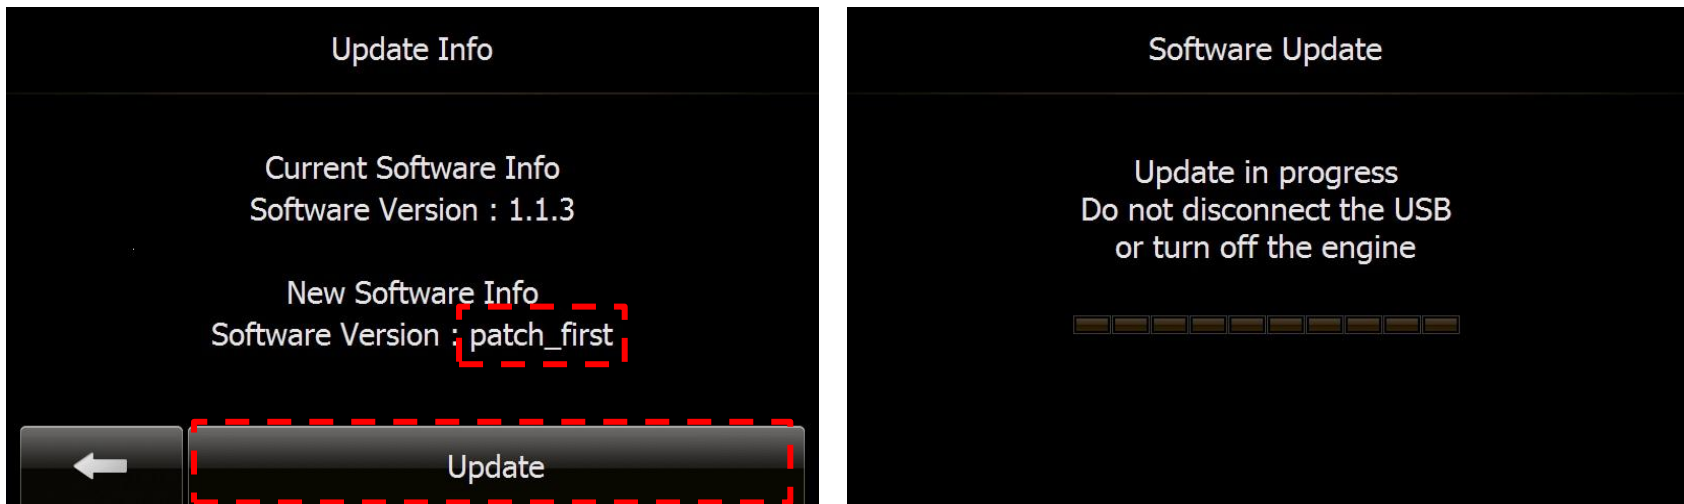 Update Info
Current Software Info
Software Version : 1.1.3
New Software Info
Software Version : patch_first
Update
Software Update
Update in progress
Do not disconnect the USB
or turn off the engine